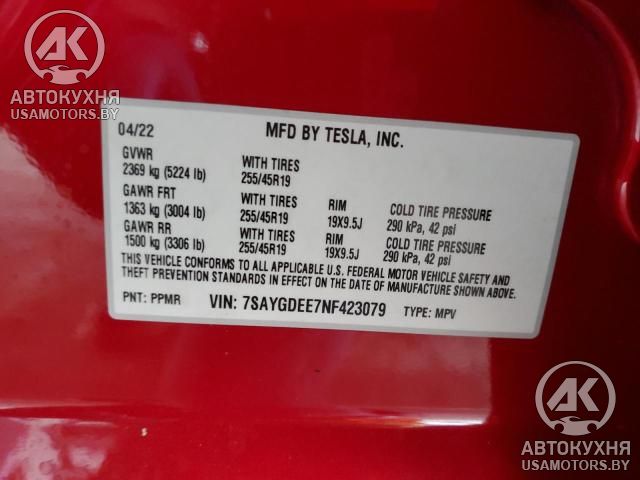 AK
АВТОКУХНЯ
USAMOTORS.BY
04/22 MFD BY TESLA, INC.
GVWR
2369 kg (5224 lb) WITH TIRES 255/45R19
GAWR FRT
1363 kg (3004 lb) WITH TIRES 255/45R19 RIM 19X9.5J COLD TIRE PRESSURE 290 kPa, 42 psi
GAWR RR
1500 kg (3306 lb) WITH TIRES 255/45R19 RIM 19X9.5J COLD TIRE PRESSURE 290 kPa, 42 psi
THIS VEHICLE CONFORMS TO ALL APPLICABLE U.S. FEDERAL MOTOR VEHICLE SAFETY AND
THEFT PREVENTION STANDARDS IN EFFECT ON THE DATE OF MANUFACTURE SHOWN ABOVE.
PNT: PPMR VIN: 7SAYGDEE7NF423079 TYPE: MPV
AK
АВТОКУХНЯ
USAMOTORS.BY